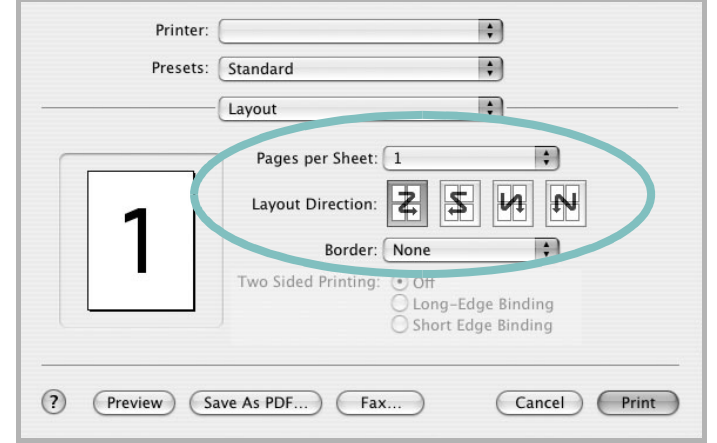 Printer:
Presets: Standard
Layout
Pages per Sheet: 1
1
Layout Direction:
Border: None
Two Sided Printing: Off
Long-Edge Binding
Short Edge Binding
? Preview Save As PDF... Fax... Cancel Print